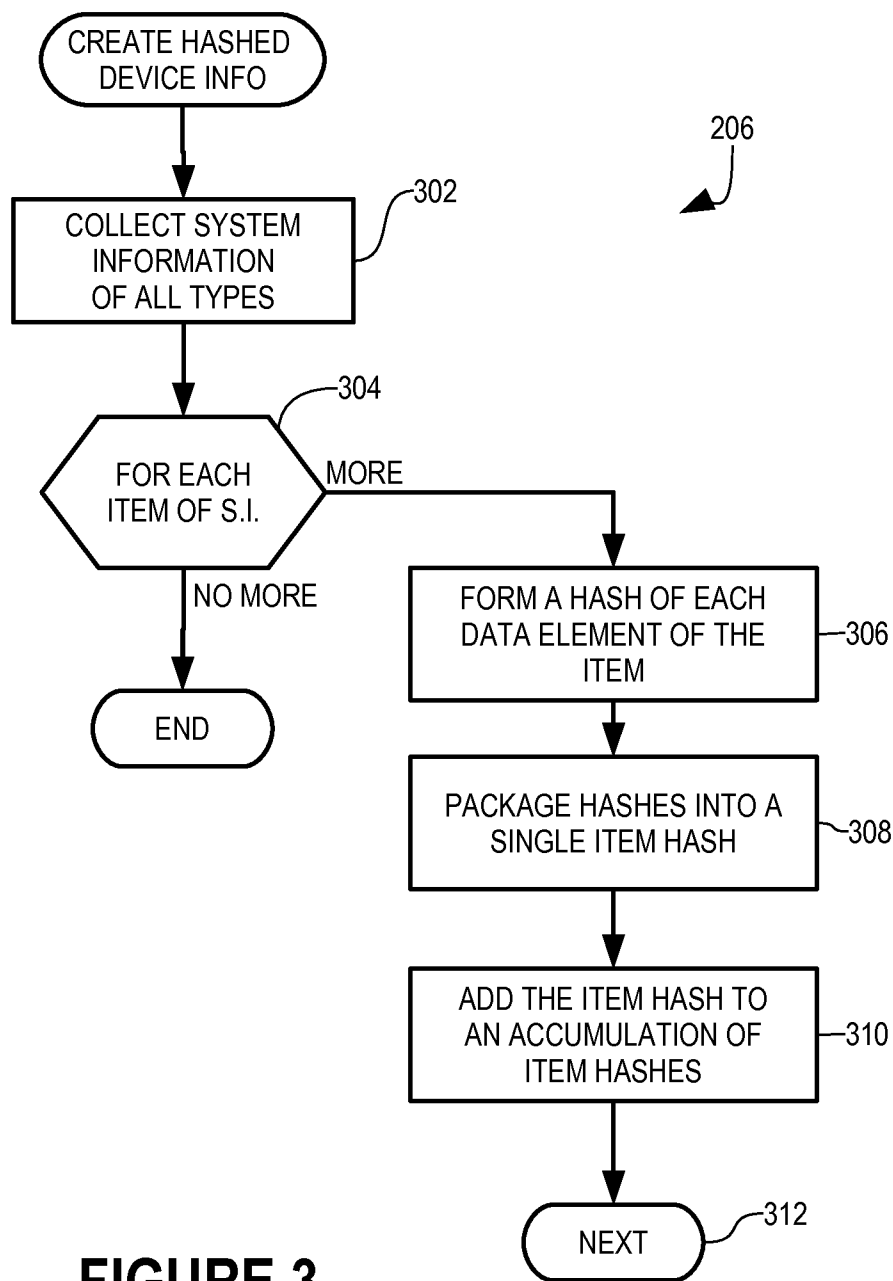 CREATE HASHED
DEVICE INFO
206
302
COLLECT SYSTEM
INFORMATION
OF ALL TYPES
304
FOR EACH
ITEM OF S.I.
MORE
NO MORE
END
FORM A HASH OF EACH
DATA ELEMENT OF THE
ITEM
306
PACKAGE HASHES INTO A
SINGLE ITEM HASH
308
ADD THE ITEM HASH TO
AN ACCUMULATION OF
ITEM HASHES
310
NEXT
312
FIGURE 3